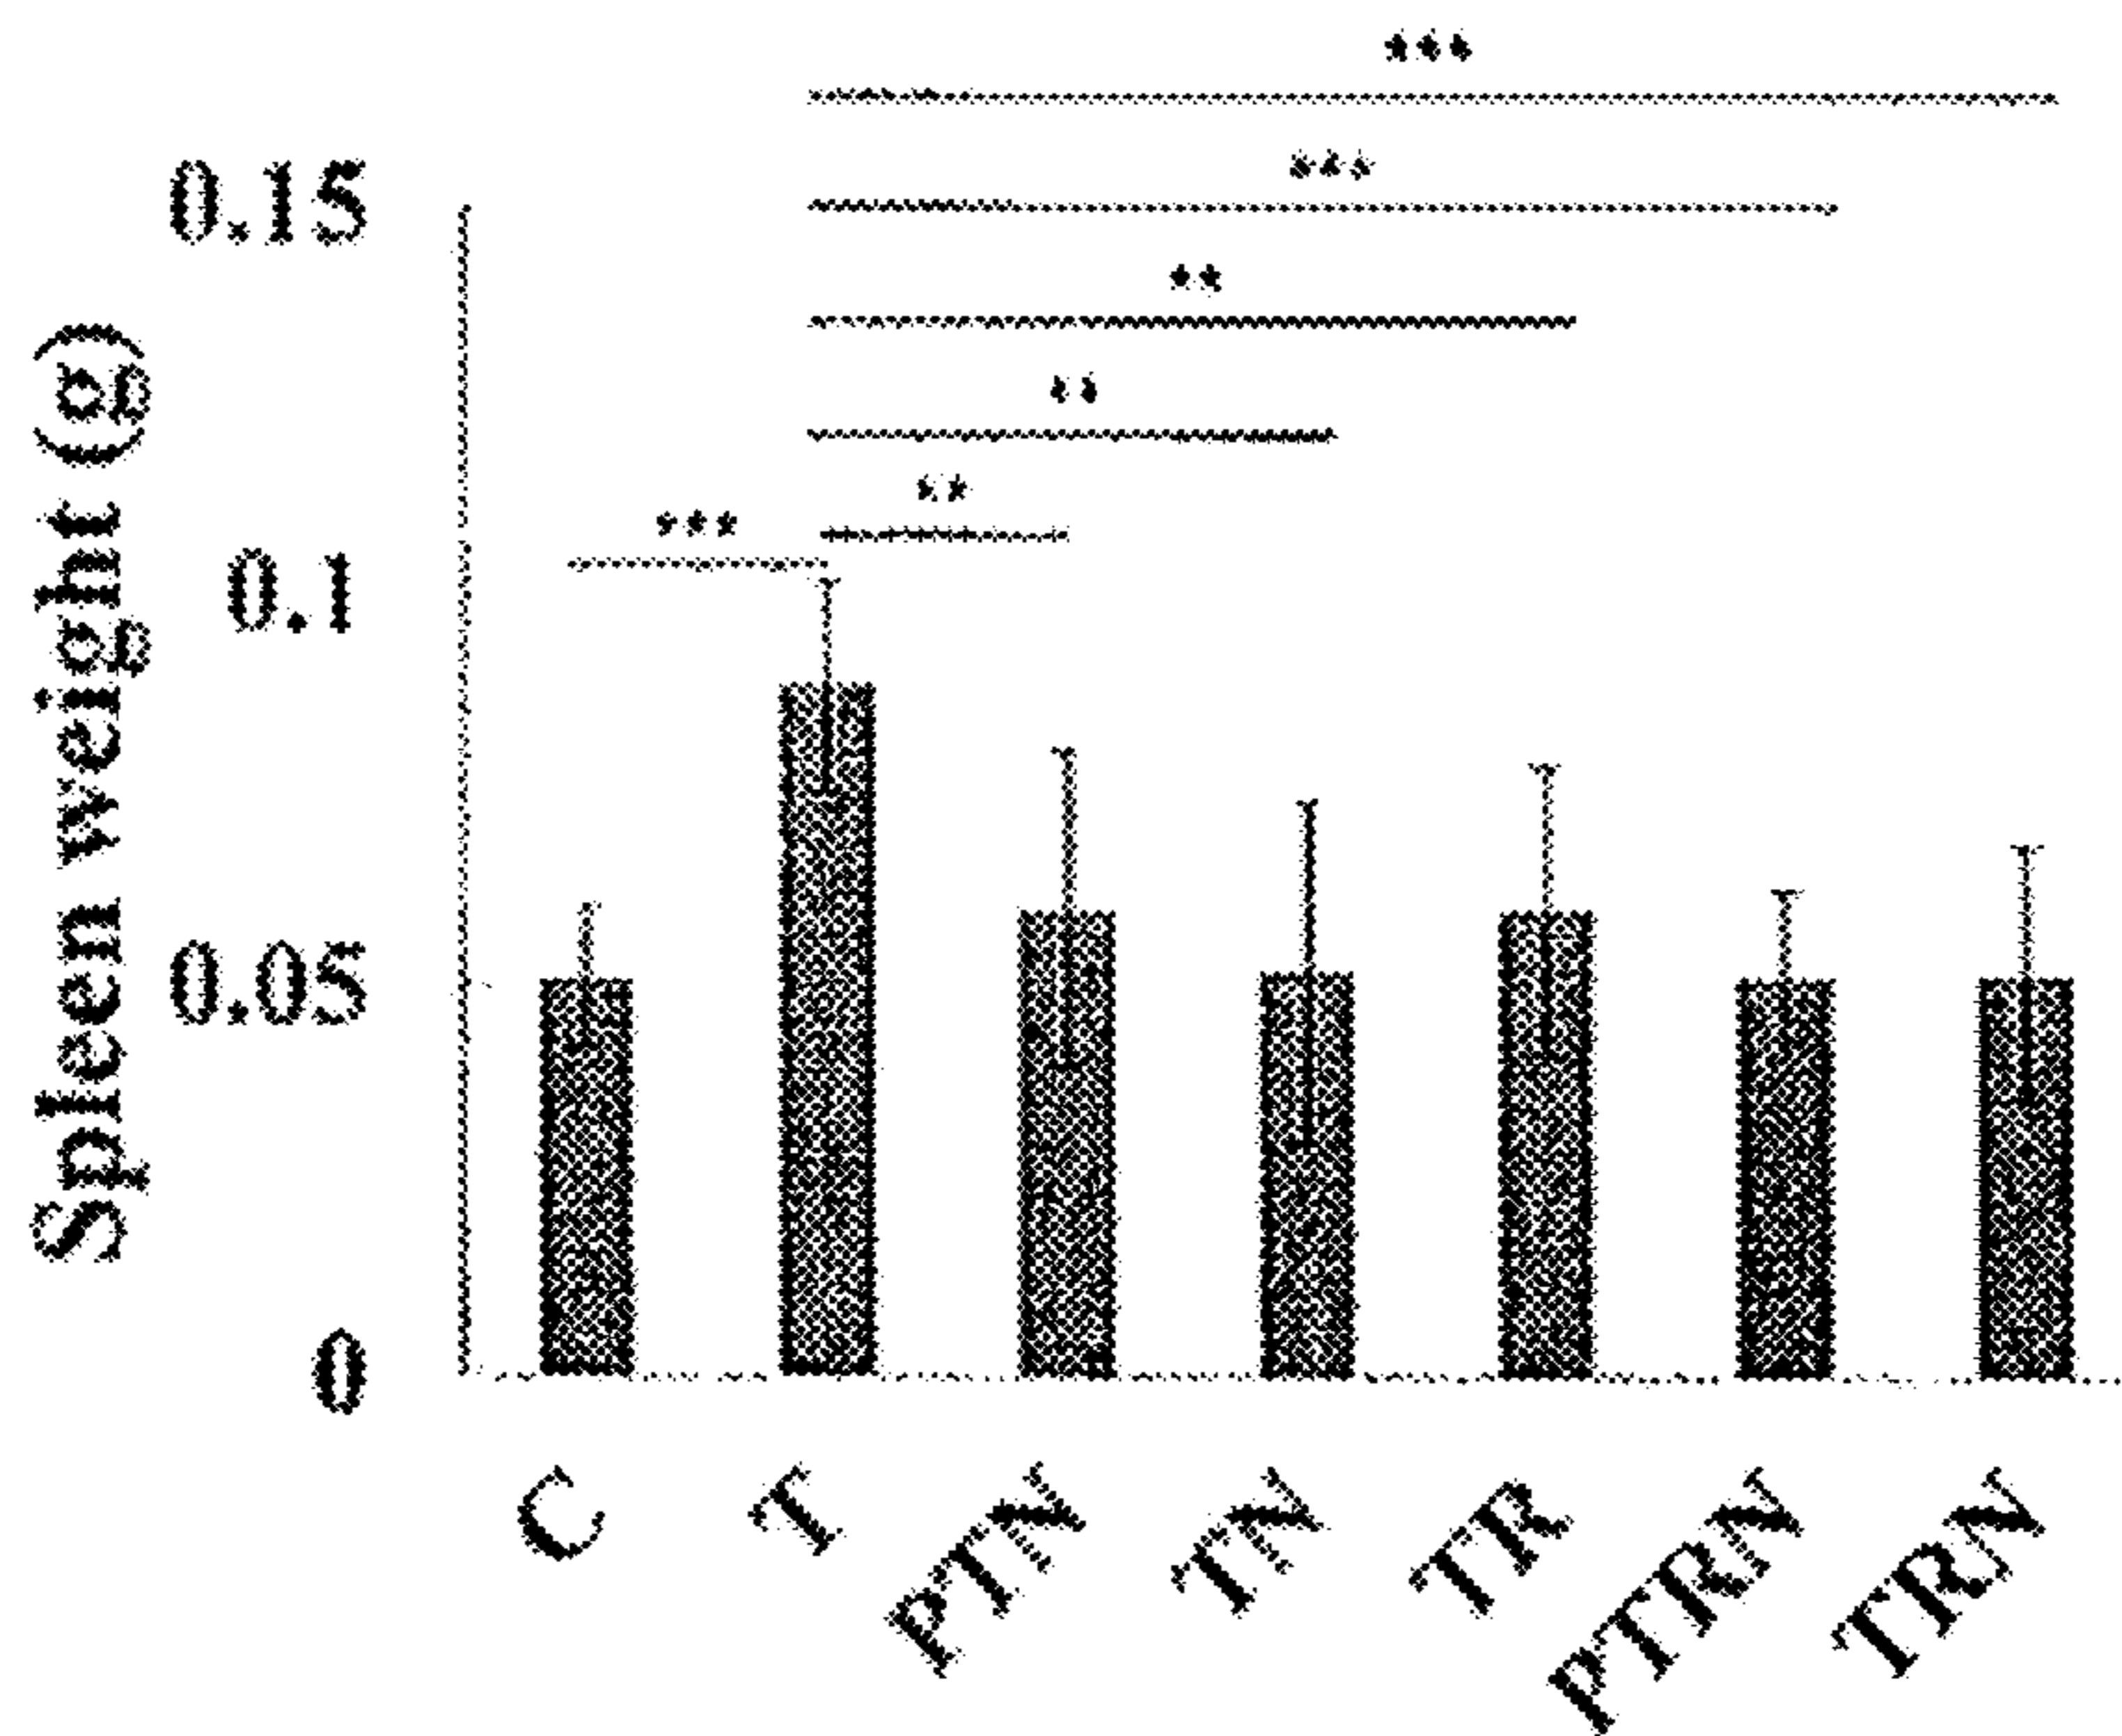 ***
***
**
**
**
***
Spleen weight (g)
0.15
0.1
0.05
0
C
T
PTN
TN
TR
PTRN
TRN